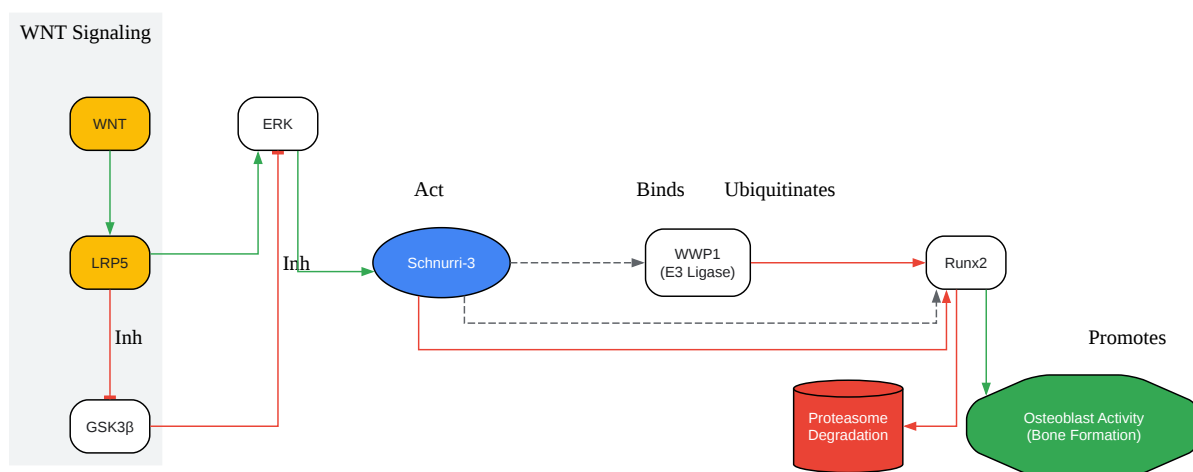 WNT Signaling
WNT
ERK
Act
Binds
Ubiquitinates
LRP5
Inh
Schnurri-3
WWP1
(E3 Ligase)
Runx2
Inh
Promotes
GSK3β
Proteasome
Degradation
Osteoblast Activity
(Bone Formation)